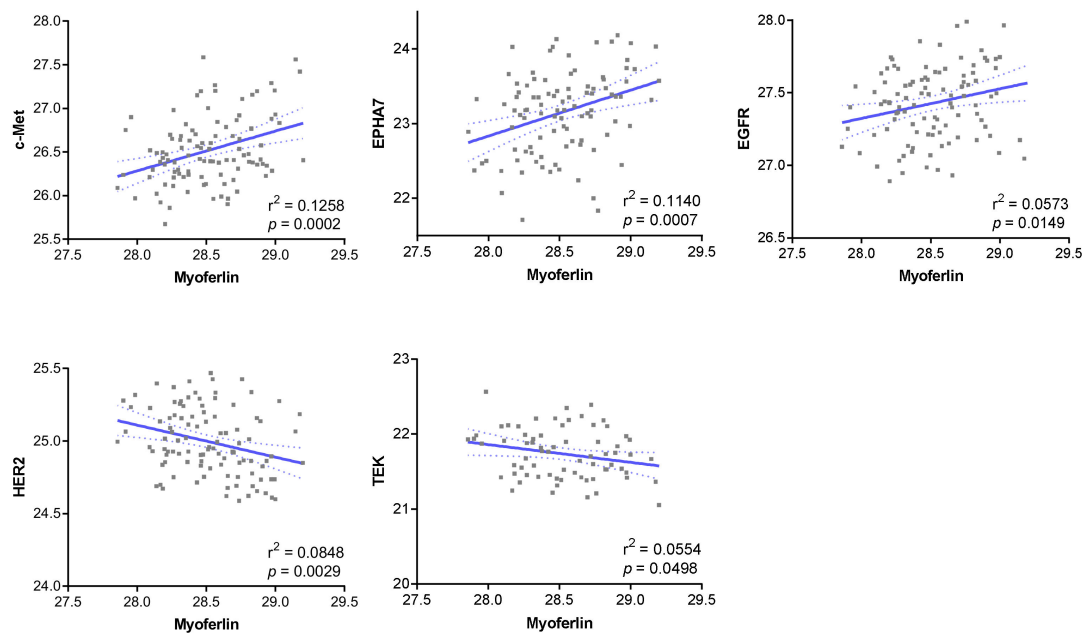 28.0
27.5
27.0
26.5
26.0
25.5
c-Met
r² = 0.1258
p = 0.0002
27.5 28.0 28.5 29.0 29.5
Myoferlin
24
23
22
EPHA7
r² = 0.1140
p = 0.0007
27.5 28.0 28.5 29.0 29.5
Myoferlin
28.0
27.5
27.0
26.5
EGFR
r² = 0.0573
p = 0.0149
27.5 28.0 28.5 29.0 29.5
Myoferlin
25.5
25.0
24.5
24.0
HER2
r² = 0.0848
p = 0.0029
27.5 28.0 28.5 29.0 29.5
Myoferlin
23
22
21
20
TEK
r² = 0.0554
p = 0.0498
27.5 28.0 28.5 29.0 29.5
Myoferlin